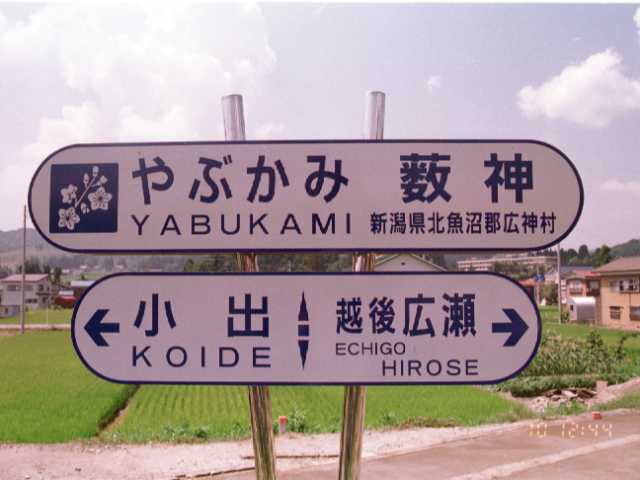 やぶかみ 薮神
YABUKAMI 新潟県北魚沼郡広神村
小出 越後広瀬
KOIDE ECHIGO HIROSE
10 12:44